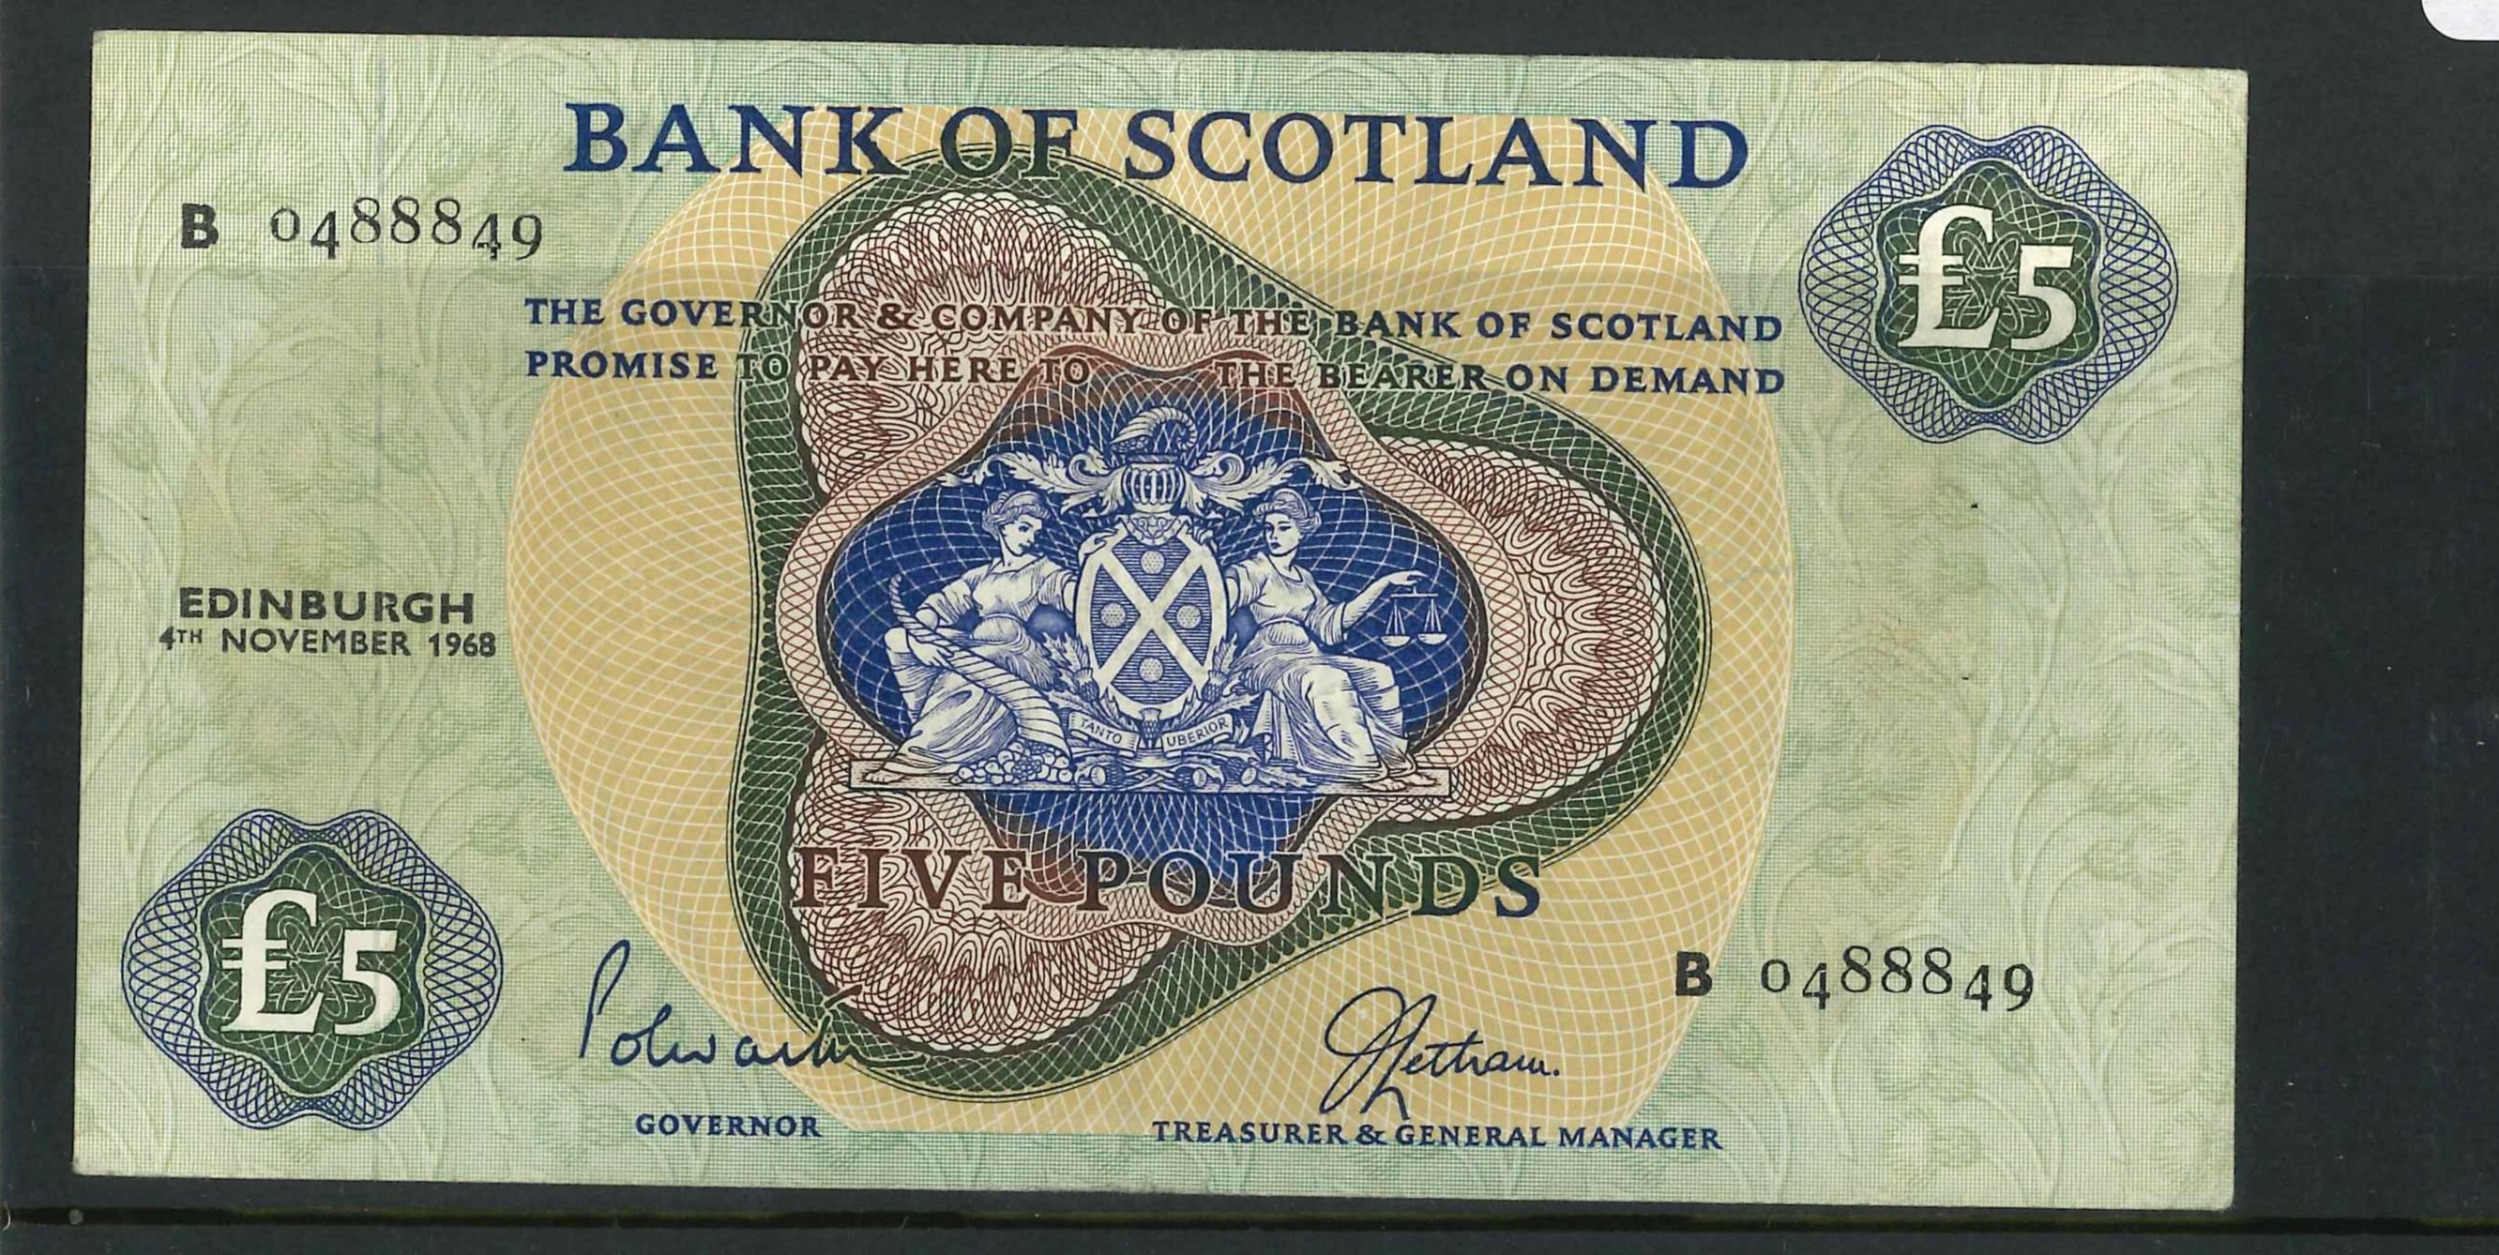 BANK OF SCOTLAND
£5
B 0488849
THE GOVERNOR & COMPANY OF THE BANK OF SCOTLAND
PROMISE TO PAY HERE TO THE BEARER ON DEMAND
EDINBURGH
4TH NOVEMBER 1968
TANTO UBERIOR
FIVE POUNDS
£5
B 0488849
Polwarth
JLetham.
GOVERNOR
TREASURER & GENERAL MANAGER